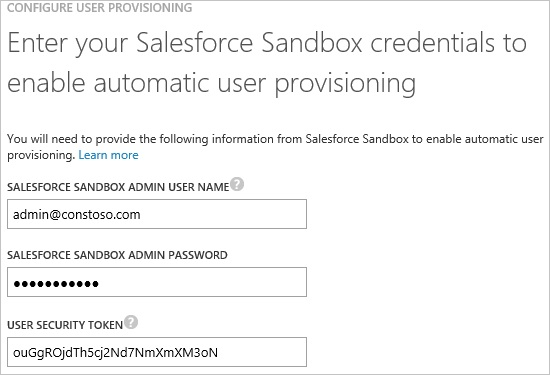 CONFIGURE USER PROVISIONING
Enter your Salesforce Sandbox credentials to
enable automatic user provisioning
You will need to provide the following information from Salesforce Sandbox to enable automatic user
provisioning. Learn more
SALESFORCE SANDBOX ADMIN USER NAME ?
admin@constoso.com
SALESFORCE SANDBOX ADMIN PASSWORD
●●●●●●●●●●●
USER SECURITY TOKEN ?
ouGgROjdTh5cj2Nd7NmXmXM3oN